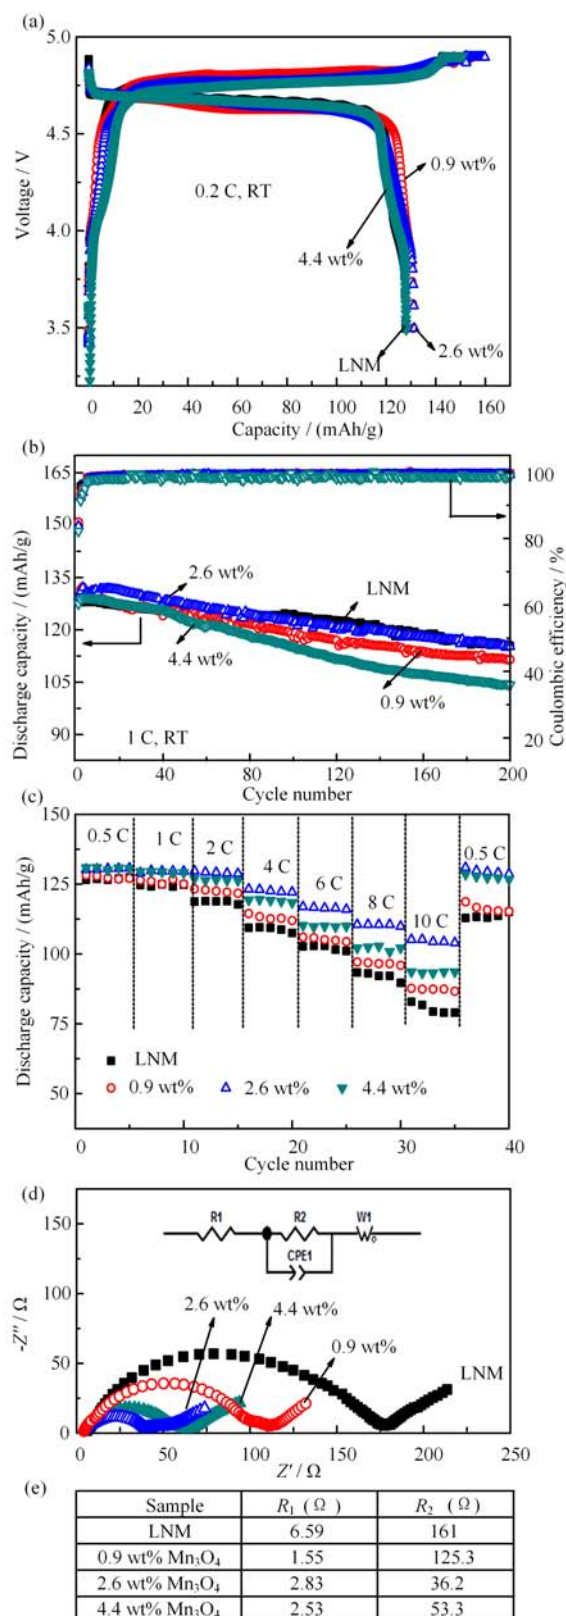 (a)
5.0
4.5
4.0
3.5
Voltage / V
0.2 C, RT
0.9 wt%
4.4 wt%
LNM
2.6 wt%
0 20 40 60 80 100 120 140 160
Capacity / (mAh/g)
(b)
165
150
135
120
105
90
Discharge capacity / (mAh/g)
100
80
60
40
20
Coulombic efficiency / %
2.6 wt%
LNM
4.4 wt%
0.9 wt%
1 C, RT
0 40 80 120 160 200
Cycle number
(c)
150
125
100
75
50
Discharge capacity / (mAh/g)
0.5 C 1 C 2 C 4 C 6 C 8 C 10 C 0.5 C
LNM
0.9 wt% 2.6 wt% 4.4 wt%
0 10 20 30 40
Cycle number
(d)
150
100
50
0
-Z'' / Ω
R1 R2 W1
CPE1
2.6 wt% 4.4 wt%
0.9 wt%
LNM
0 50 100 150 200 250
Z' / Ω
(e)
Sample R₁ (Ω) R₂ (Ω)
LNM 6.59 161
0.9 wt% Mn₃O₄ 1.55 125.3
2.6 wt% Mn₃O₄ 2.83 36.2
4.4 wt% Mn₃O₄ 2.53 53.3